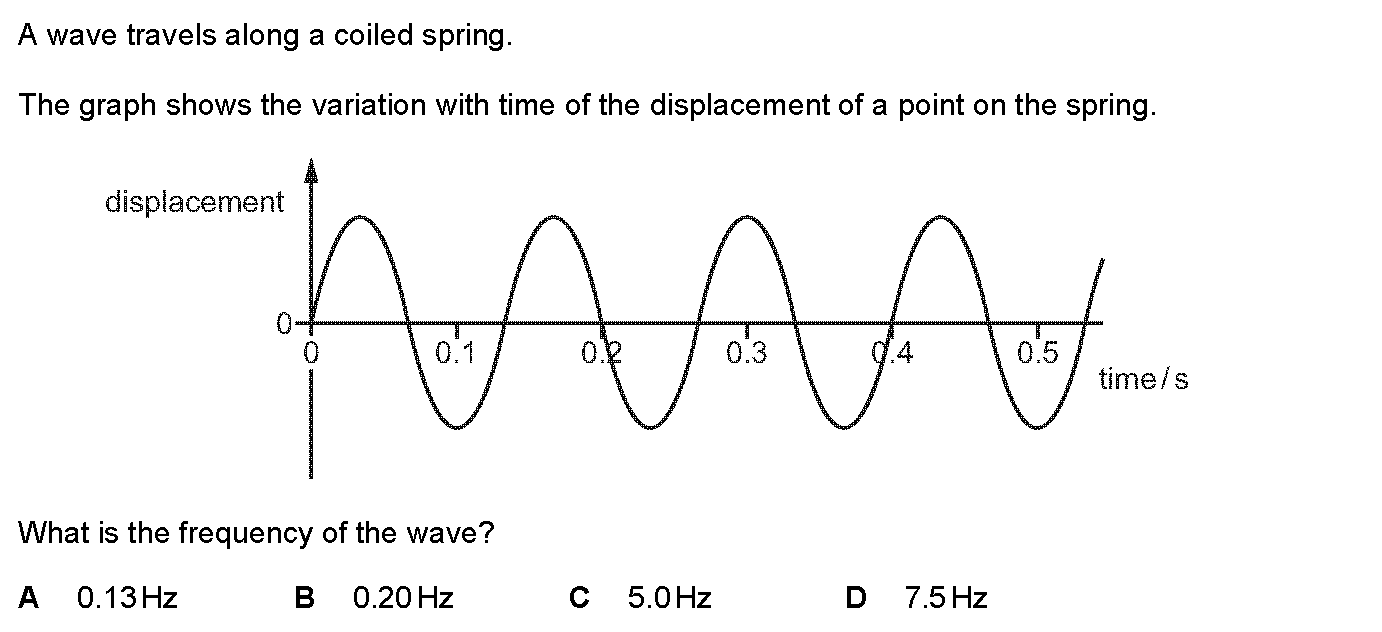 A wave travels along a coiled spring.
The graph shows the variation with time of the displacement of a point on the spring.
displacement
0
0 0.1 0.2 0.3 0.4 0.5
time / s
What is the frequency of the wave?
A 0.13 Hz B 0.20 Hz C 5.0 Hz D 7.5 Hz